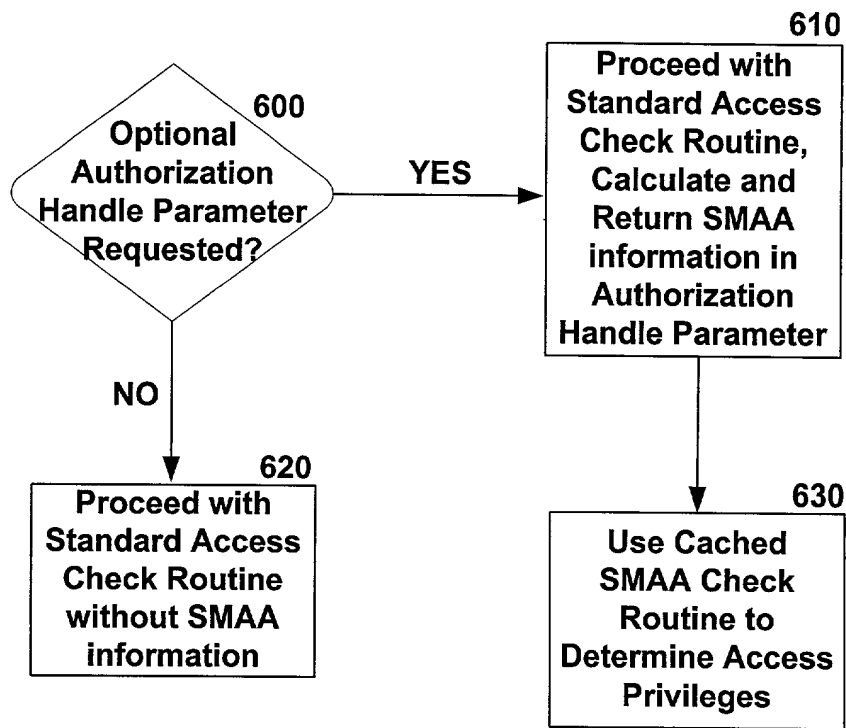 600
Optional
Authorization
Handle Parameter
Requested?
YES
610
Proceed with
Standard Access
Check Routine,
Calculate and
Return SMAA
information in
Authorization
Handle Parameter
NO
620
Proceed with
Standard Access
Check Routine
without SMAA
information
630
Use Cached
SMAA Check
Routine to
Determine Access
Privileges